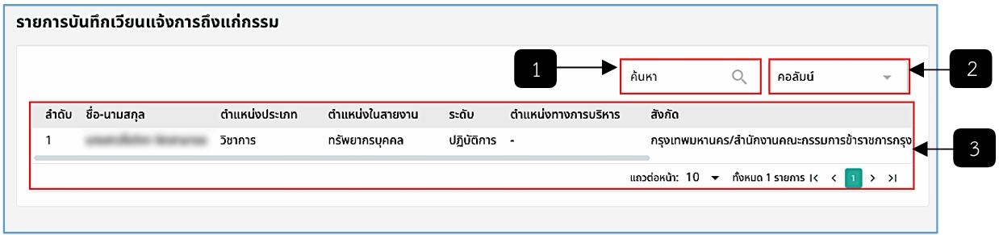 รายการบันทึกเวียนแจ้งการถึงแก่กรรม
1
ค้นหา
คอลัมน์
2
ลำดับ ชื่อ-นามสกุล ตำแหน่งประเภท ตำแหน่งในสายงาน ระดับ ตำแหน่งทางการบริหาร สังกัด
1 วิชาการ ทรัพยากรบุคคล ปฏิบัติการ - กรุงเทพมหานคร/สำนักงานคณะกรรมการข้าราชการกรุง
3
แถวต่อหน้า: 10 ทั้งหมด 1 รายการ 1